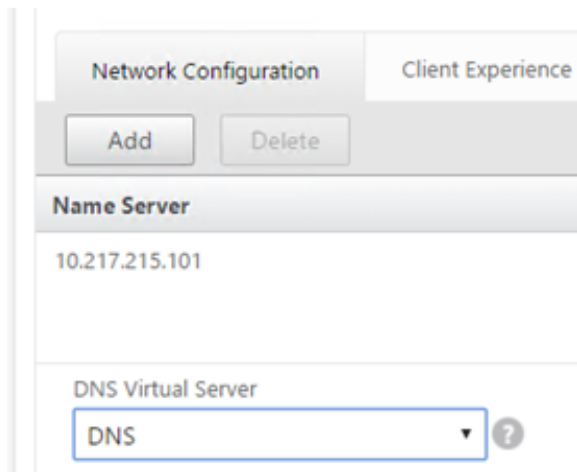 Network Configuration Client Experience
Add Delete
Name Server
10.217.215.101
DNS Virtual Server
DNS ?